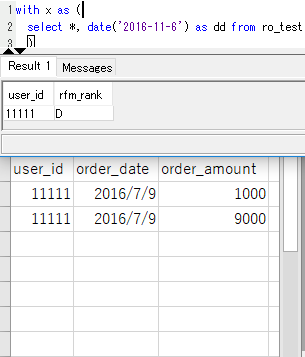 1 with x as (
2 select *, date('2016-11-6') as dd from ro_test
3 )
Result 1 Messages
user_id rfm_rank
11111 D
user_id order_date order_amount
11111 2016/7/9 1000
11111 2016/7/9 9000